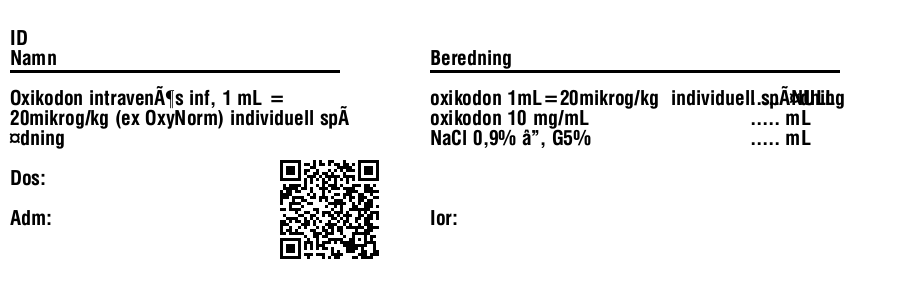 ID
Namn
Oxikodon intravenÃ¶s inf, 1 mL =
20mikrog/kg (ex OxyNorm) individuell spÃ
¤dning
Dos:
Adm:
Beredning
oxikodon 1mL=20mikrog/kg individuell spÃ¤dning
oxikodon 10 mg/mL ..... mL
NaCl 0,9% â”, G5% ..... mL
Ior: